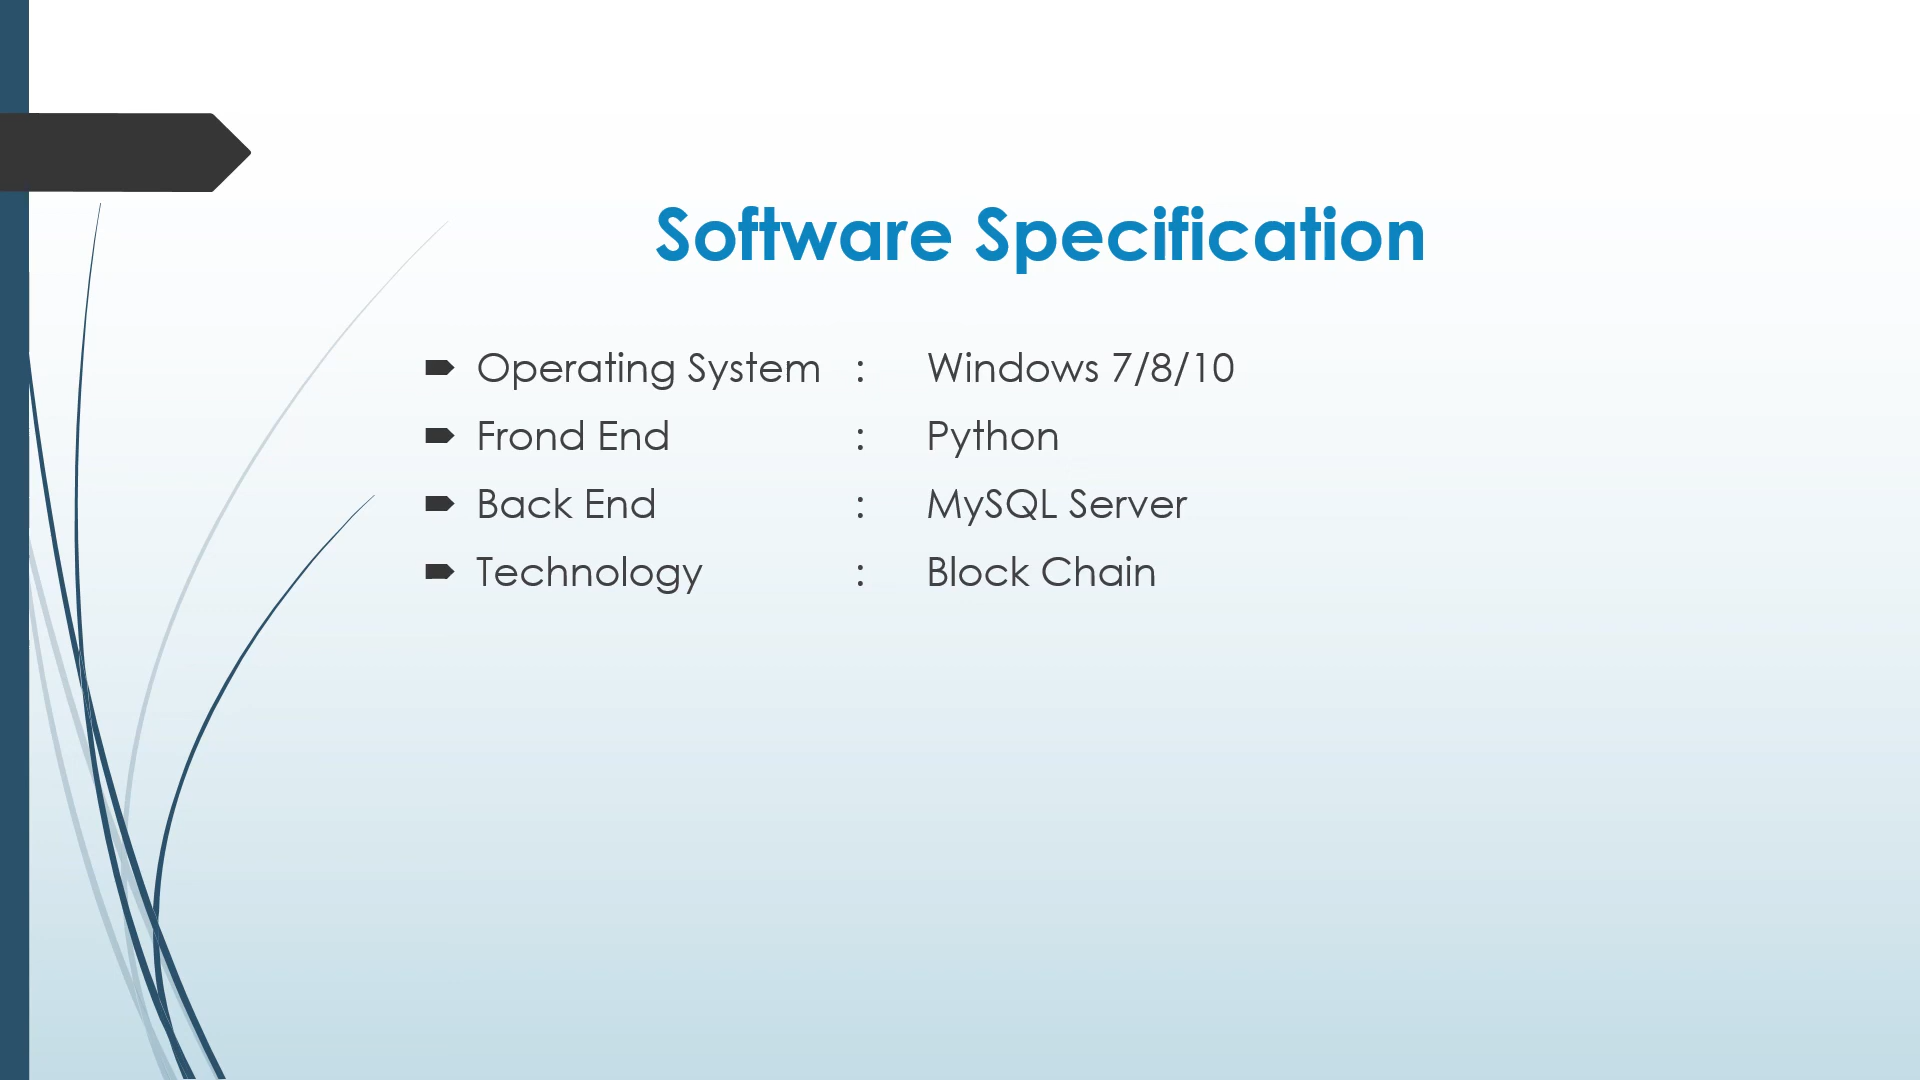 Software Specification
Operating System : Windows 7/8/10
Frond End : Python
Back End : MySQL Server
Technology : Block Chain